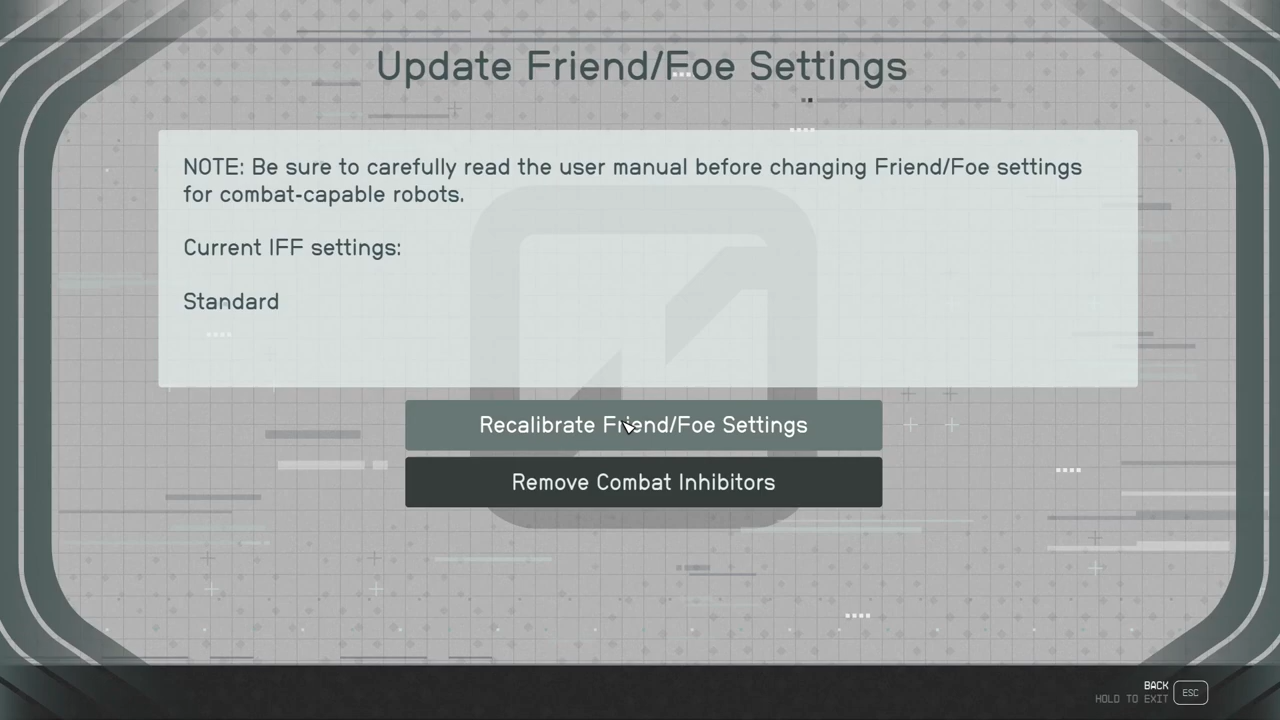 Update Friend/Foe Settings
NOTE: Be sure to carefully read the user manual before changing Friend/Foe settings
for combat-capable robots.
Current IFF settings:
Standard
Recalibrate Friend/Foe Settings
Remove Combat Inhibitors
BACK
HOLD TO EXIT
ESC